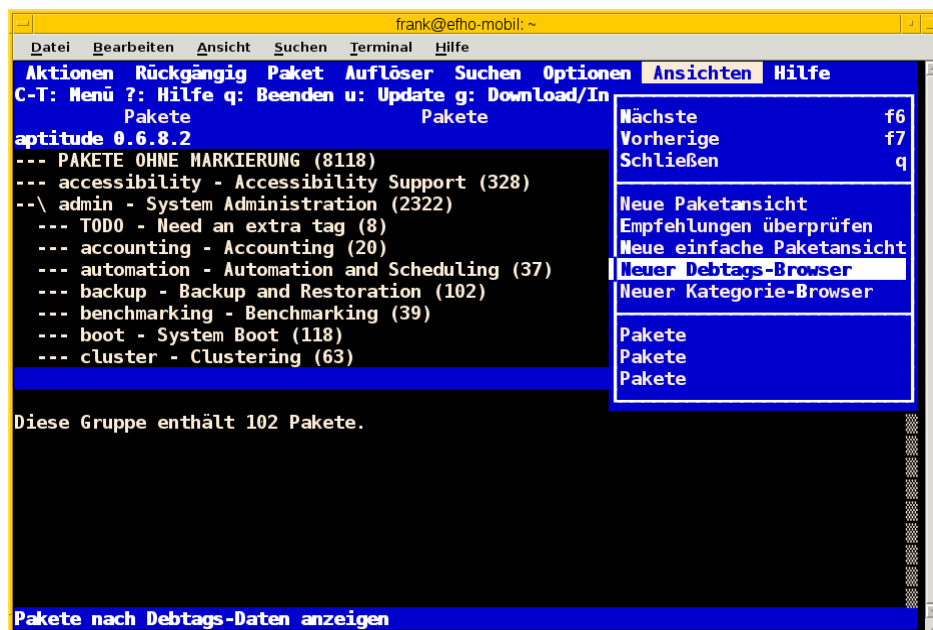 frank@efho-mobil: ~
Datei Bearbeiten Ansicht Suchen Terminal Hilfe
Aktionen Rückgängig Paket Auflöser Suchen Optionen Ansichten Hilfe
C-T: Menü ?: Hilfe q: Beenden u: Update g: Download/In
Pakete Pakete
aptitude 0.6.8.2
--- PAKETE OHNE MARKIERUNG (8118)
--- accessibility - Accessibility Support (328)
--\ admin - System Administration (2322)
--- TODO - Need an extra tag (8)
--- accounting - Accounting (20)
--- automation - Automation and Scheduling (37)
--- backup - Backup and Restoration (102)
--- benchmarking - Benchmarking (39)
--- boot - System Boot (118)
--- cluster - Clustering (63)
Nächste f6
Vorherige f7
Schließen q
Neue Paketansicht
Empfehlungen überprüfen
Neue einfache Paketansicht
Neuer Debtags-Browser
Neuer Kategorie-Browser
Pakete
Pakete
Pakete
Diese Gruppe enthält 102 Pakete.
Pakete nach Debtags-Daten anzeigen